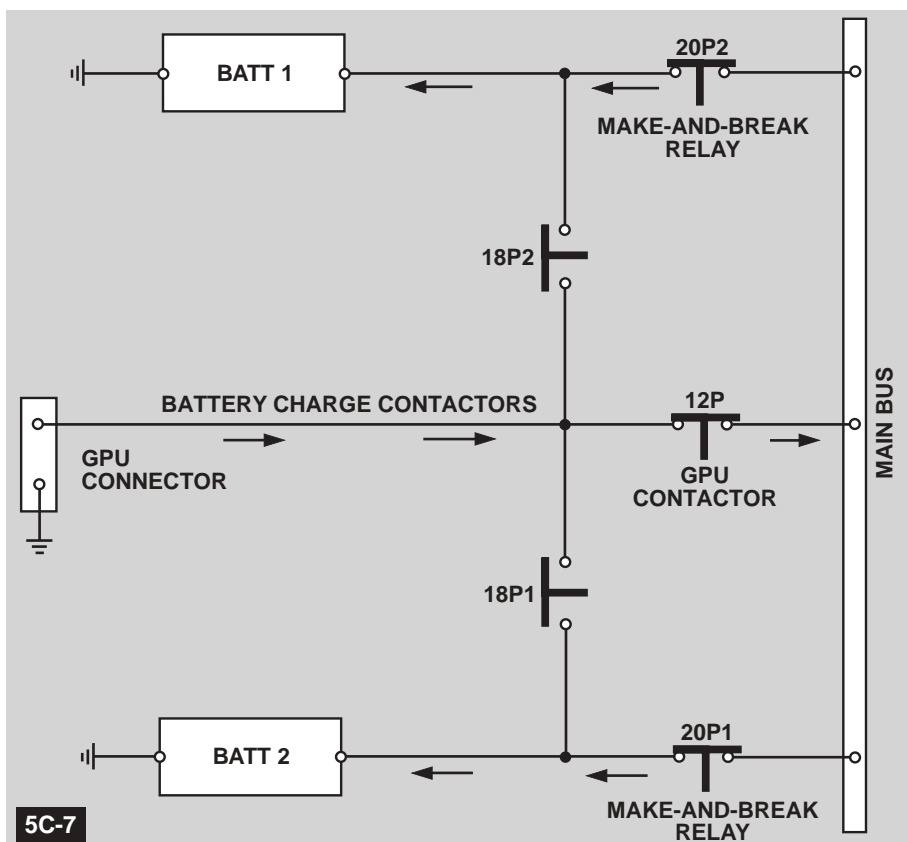 20P2
BATT 1
MAKE-AND-BREAK
RELAY
18P2
BATTERY CHARGE CONTACTORS
12P
GPU
CONNECTOR
GPU
CONTACTOR
MAIN BUS
18P1
20P1
BATT 2
MAKE-AND-BREAK
RELAY
5C-7